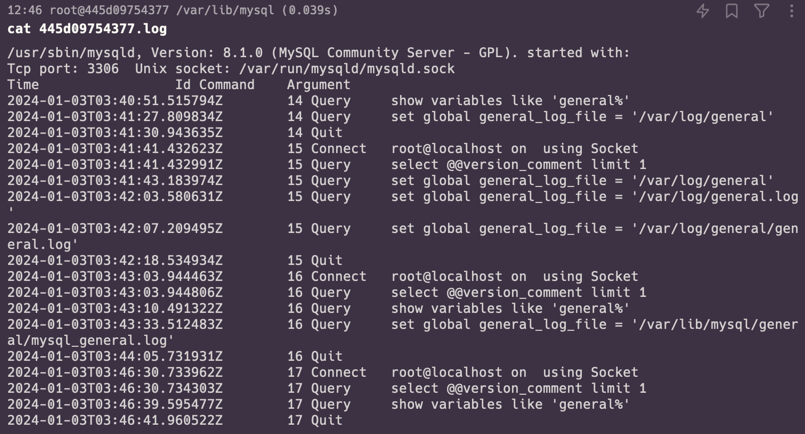 12:46 root@445d09754377 /var/lib/mysql (0.039s)
cat 445d09754377.log
/usr/sbin/mysqld, Version: 8.1.0 (MySQL Community Server - GPL). started with:
Tcp port: 3306  Unix socket: /var/run/mysqld/mysqld.sock
Time                 Id Command    Argument
2024-01-03T03:40:51.515794Z        14 Query     show variables like 'general%'
2024-01-03T03:41:27.809834Z        14 Query     set global general_log_file = '/var/log/general'
2024-01-03T03:41:30.943635Z        14 Quit
2024-01-03T03:41:41.432623Z        15 Connect   root@localhost on  using Socket
2024-01-03T03:41:41.432991Z        15 Query     select @@version_comment limit 1
2024-01-03T03:41:43.183974Z        15 Query     set global general_log_file = '/var/log/general'
2024-01-03T03:42:03.580631Z        15 Query     set global general_log_file = '/var/log/general.log
'
2024-01-03T03:42:07.209495Z        15 Query     set global general_log_file = '/var/log/general/gen
eral.log'
2024-01-03T03:42:18.534934Z        15 Quit
2024-01-03T03:43:03.944463Z        16 Connect   root@localhost on  using Socket
2024-01-03T03:43:03.944806Z        16 Query     select @@version_comment limit 1
2024-01-03T03:43:10.491322Z        16 Query     show variables like 'general%'
2024-01-03T03:43:33.512483Z        16 Query     set global general_log_file = '/var/lib/mysql/gener
al/mysql_general.log'
2024-01-03T03:44:05.731931Z        16 Quit
2024-01-03T03:46:30.733962Z        17 Connect   root@localhost on  using Socket
2024-01-03T03:46:30.734303Z        17 Query     select @@version_comment limit 1
2024-01-03T03:46:39.595477Z        17 Query     show variables like 'general%'
2024-01-03T03:46:41.960522Z        17 Quit